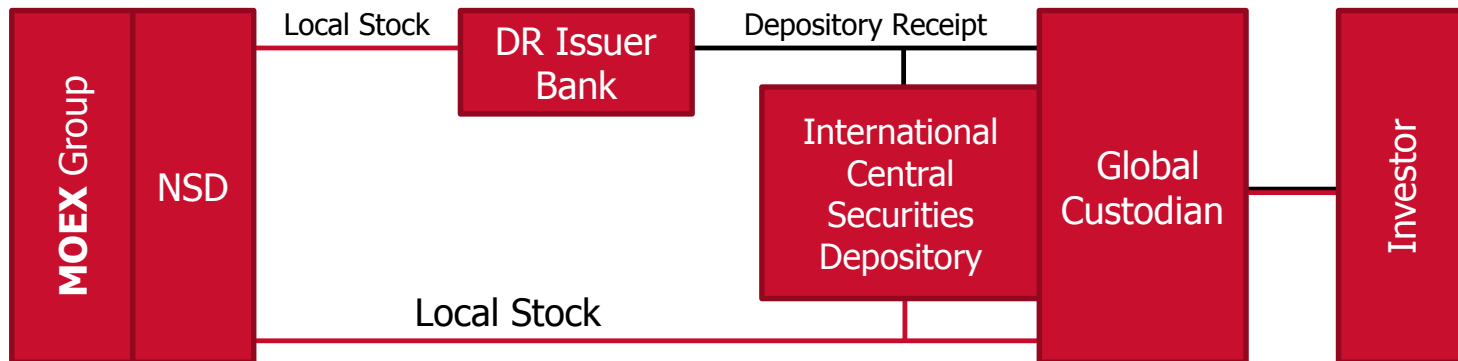 MOEX Group
NSD
Local Stock
DR Issuer
Bank
Depository Receipt
International
Central
Securities
Depository
Global
Custodian
Investor
Local Stock